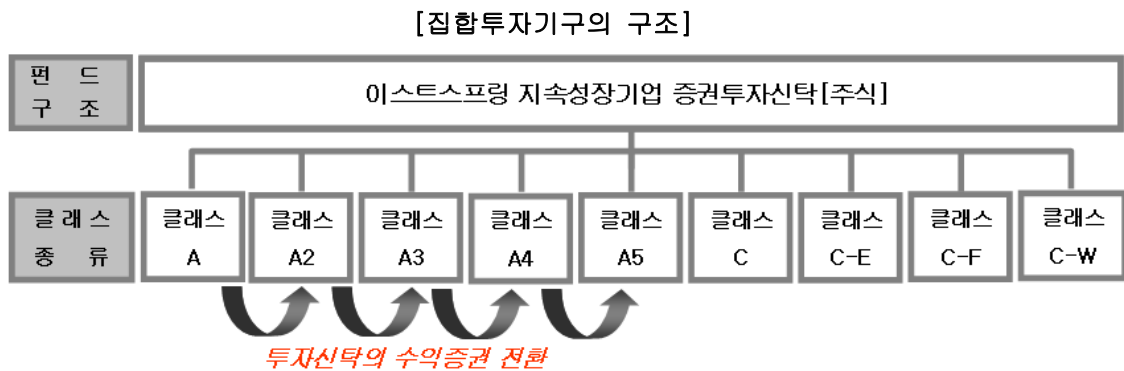 [집합투자기구의 구조]
펀 드
구 조
이스트스프링 지속성장기업 증권투자신탁[주식]
클 래 스
종 류
클래스
A
클래스
A2
클래스
A3
클래스
A4
클래스
A5
클래스
C
클래스
C-E
클래스
C-F
클래스
C-W
투자신탁의 수익증권 전환